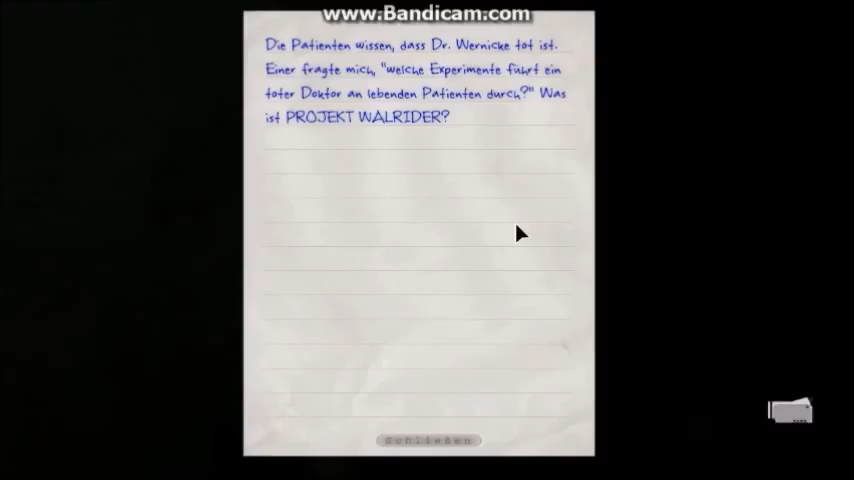 www.Bandicam.com
Die Patienten wissen, dass Dr. Wernicke tot ist.
Einer fragte mich, "welche Experimente führt ein
toter Doktor an lebenden Patienten durch?" Was
ist PROJEKT WALRIDER?
Schließen